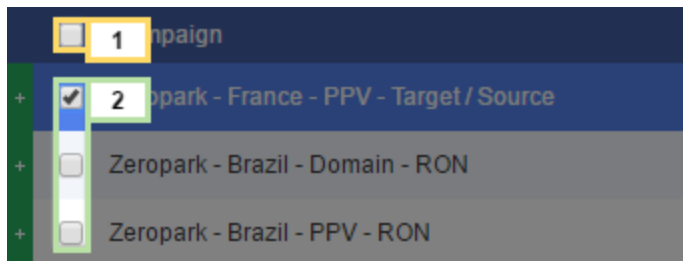 1 mpaign
+ 2 opark - France - PPV - Target / Source
+ Zeropark - Brazil - Domain - RON
+ Zeropark - Brazil - PPV - RON